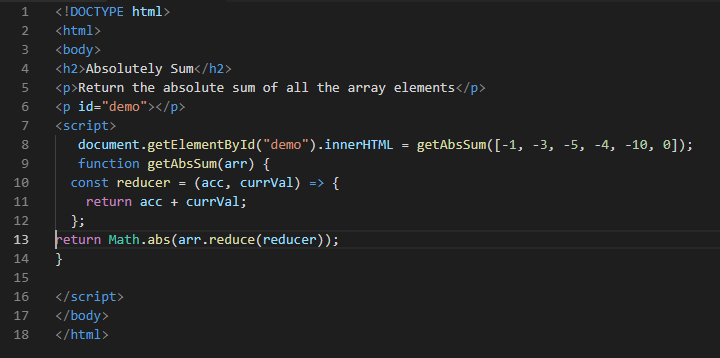 1 <!DOCTYPE html>
2 <html>
3 <body>
4 <h2>Absolutely Sum</h2>
5 <p>Return the absolute sum of all the array elements</p>
6 <p id="demo"></p>
7 <script>
8 document.getElementById("demo").innerHTML = getAbsSum([-1, -3, -5, -4, -10, 0]);
9 function getAbsSum(arr) {
10 const reducer = (acc, currVal) => {
11 return acc + currVal;
12 };
13 return Math.abs(arr.reduce(reducer));
14 }
15
16 </script>
17 </body>
18 </html>